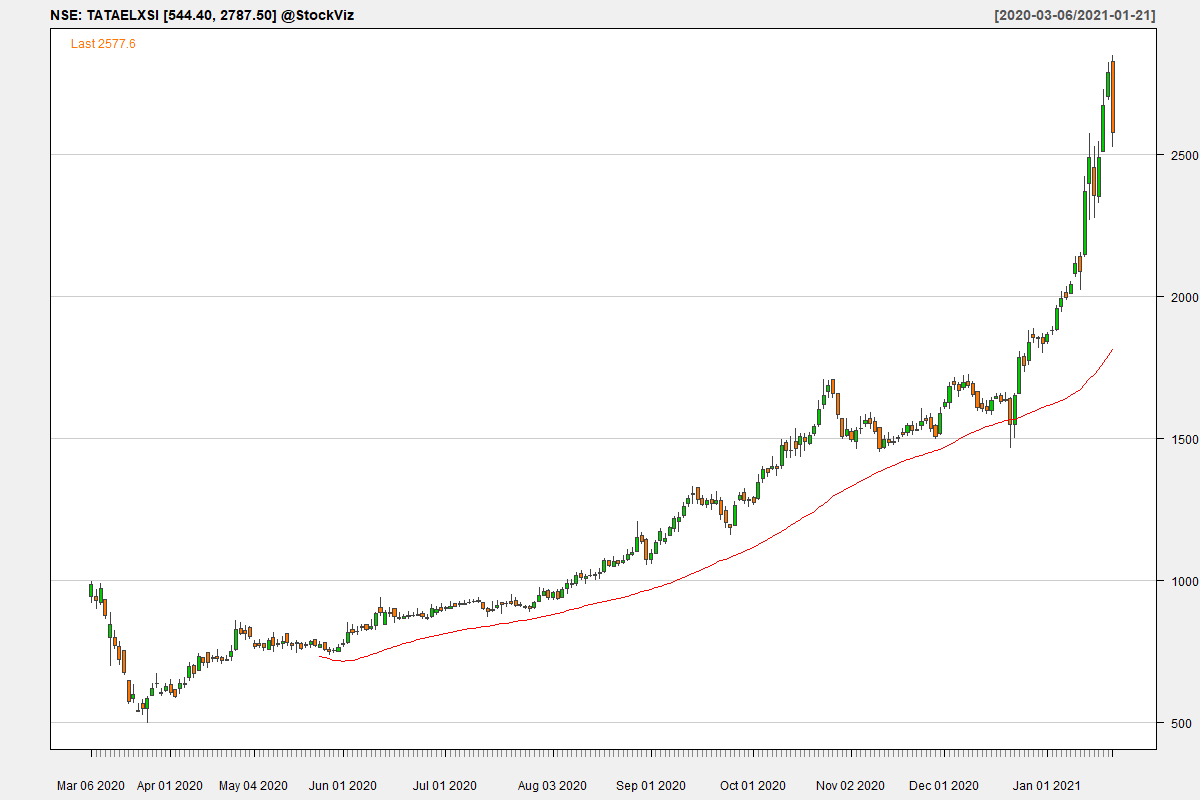 NSE: TATAELXSI [544.40, 2787.50] @StockViz
[2020-03-06/2021-01-21]
Last 2577.6
2500
2000
1500
1000
500
Mar 06 2020
Apr 01 2020
May 04 2020
Jun 01 2020
Jul 01 2020
Aug 03 2020
Sep 01 2020
Oct 01 2020
Nov 02 2020
Dec 01 2020
Jan 01 2021